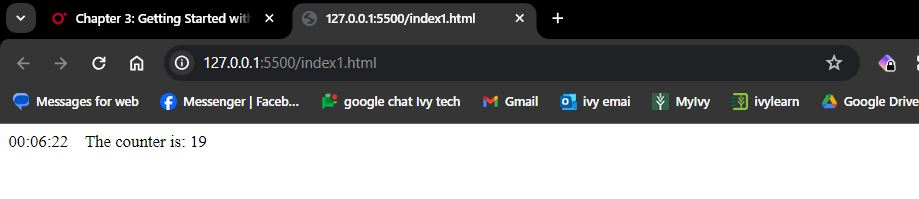 Chapter 3: Getting Started with
127.0.0.1:5500/index1.html
127.0.0.1:5500/index1.html
Messages for web
Messenger | Faceb...
google chat Ivy tech
Gmail
ivy emai
MyIvy
ivylearn
Google Drive
00:06:22 The counter is: 19